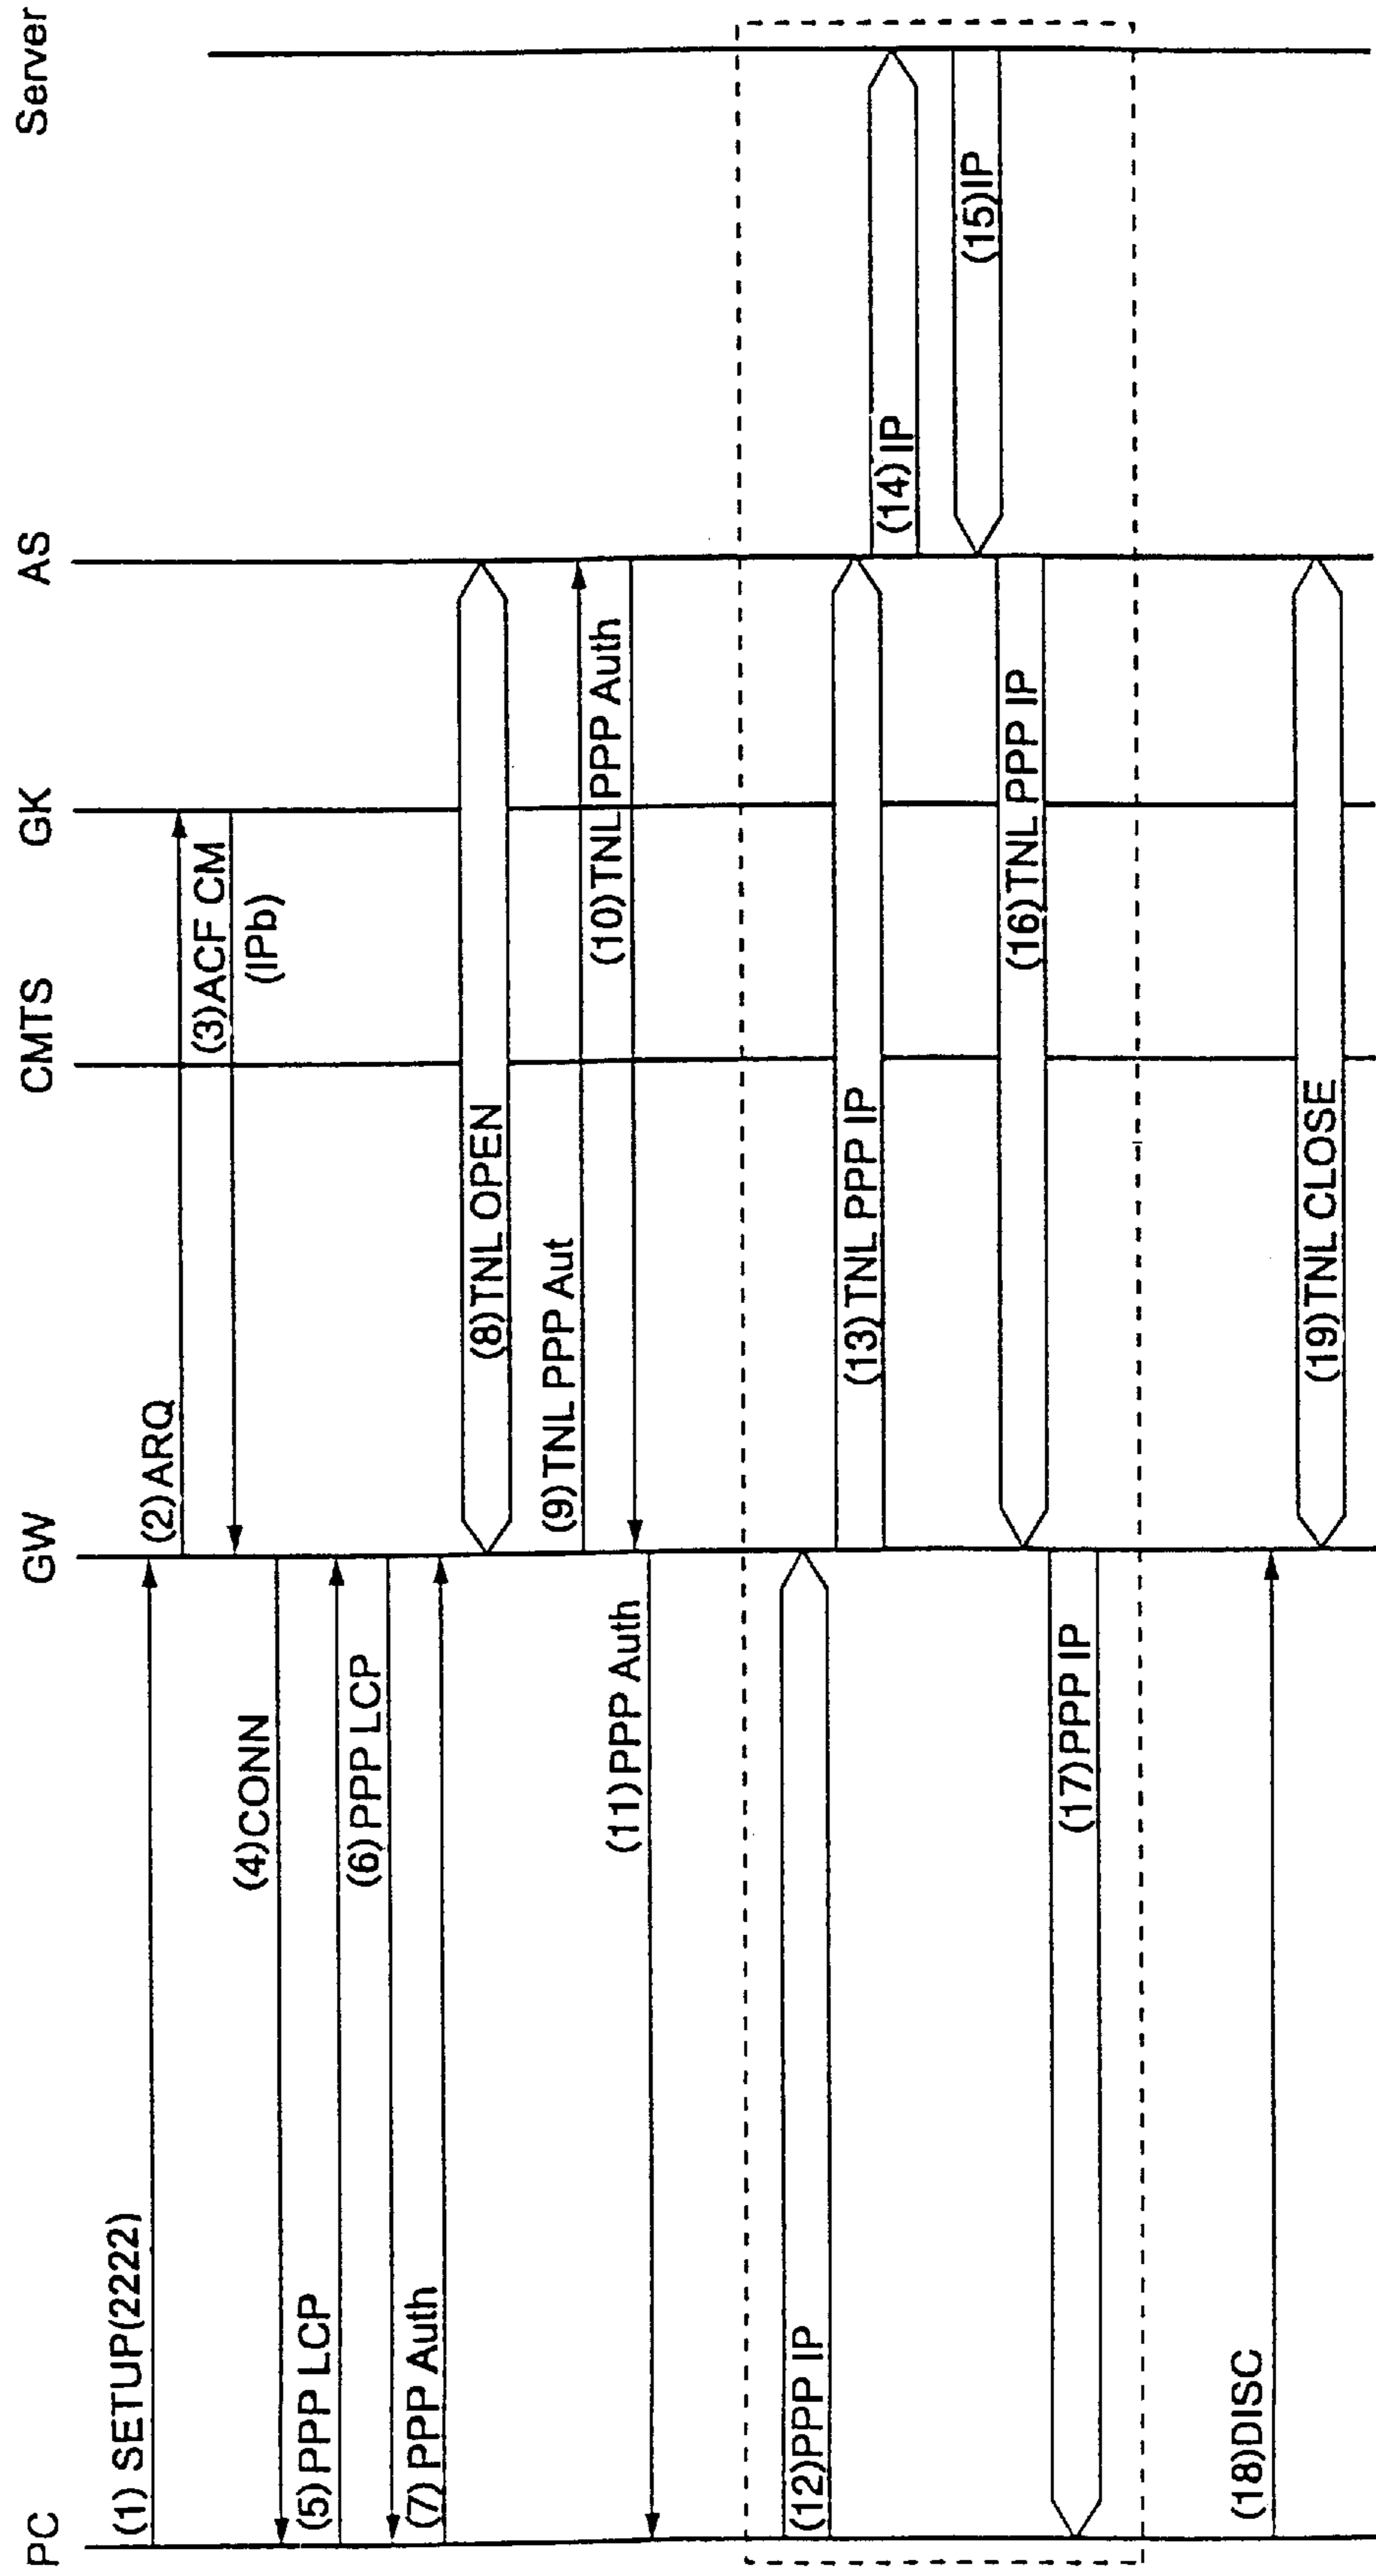 PC
GW
CMTS
GK
AS
Server
(1) SETUP(2222)
(2) ARQ
(3) ACF CM
(IPb)
(4) CONN
(5) PPP LCP
(6) PPP LCP
(7) PPP Auth
(8) TNL OPEN
(9) TNL PPP Aut
(10) TNL PPP Auth
(11) PPP Auth
(12) PPP IP
(13) TNL PPP IP
(14) IP
(15) IP
(16) TNL PPP IP
(17) PPP IP
(18) DISC
(19) TNL CLOSE